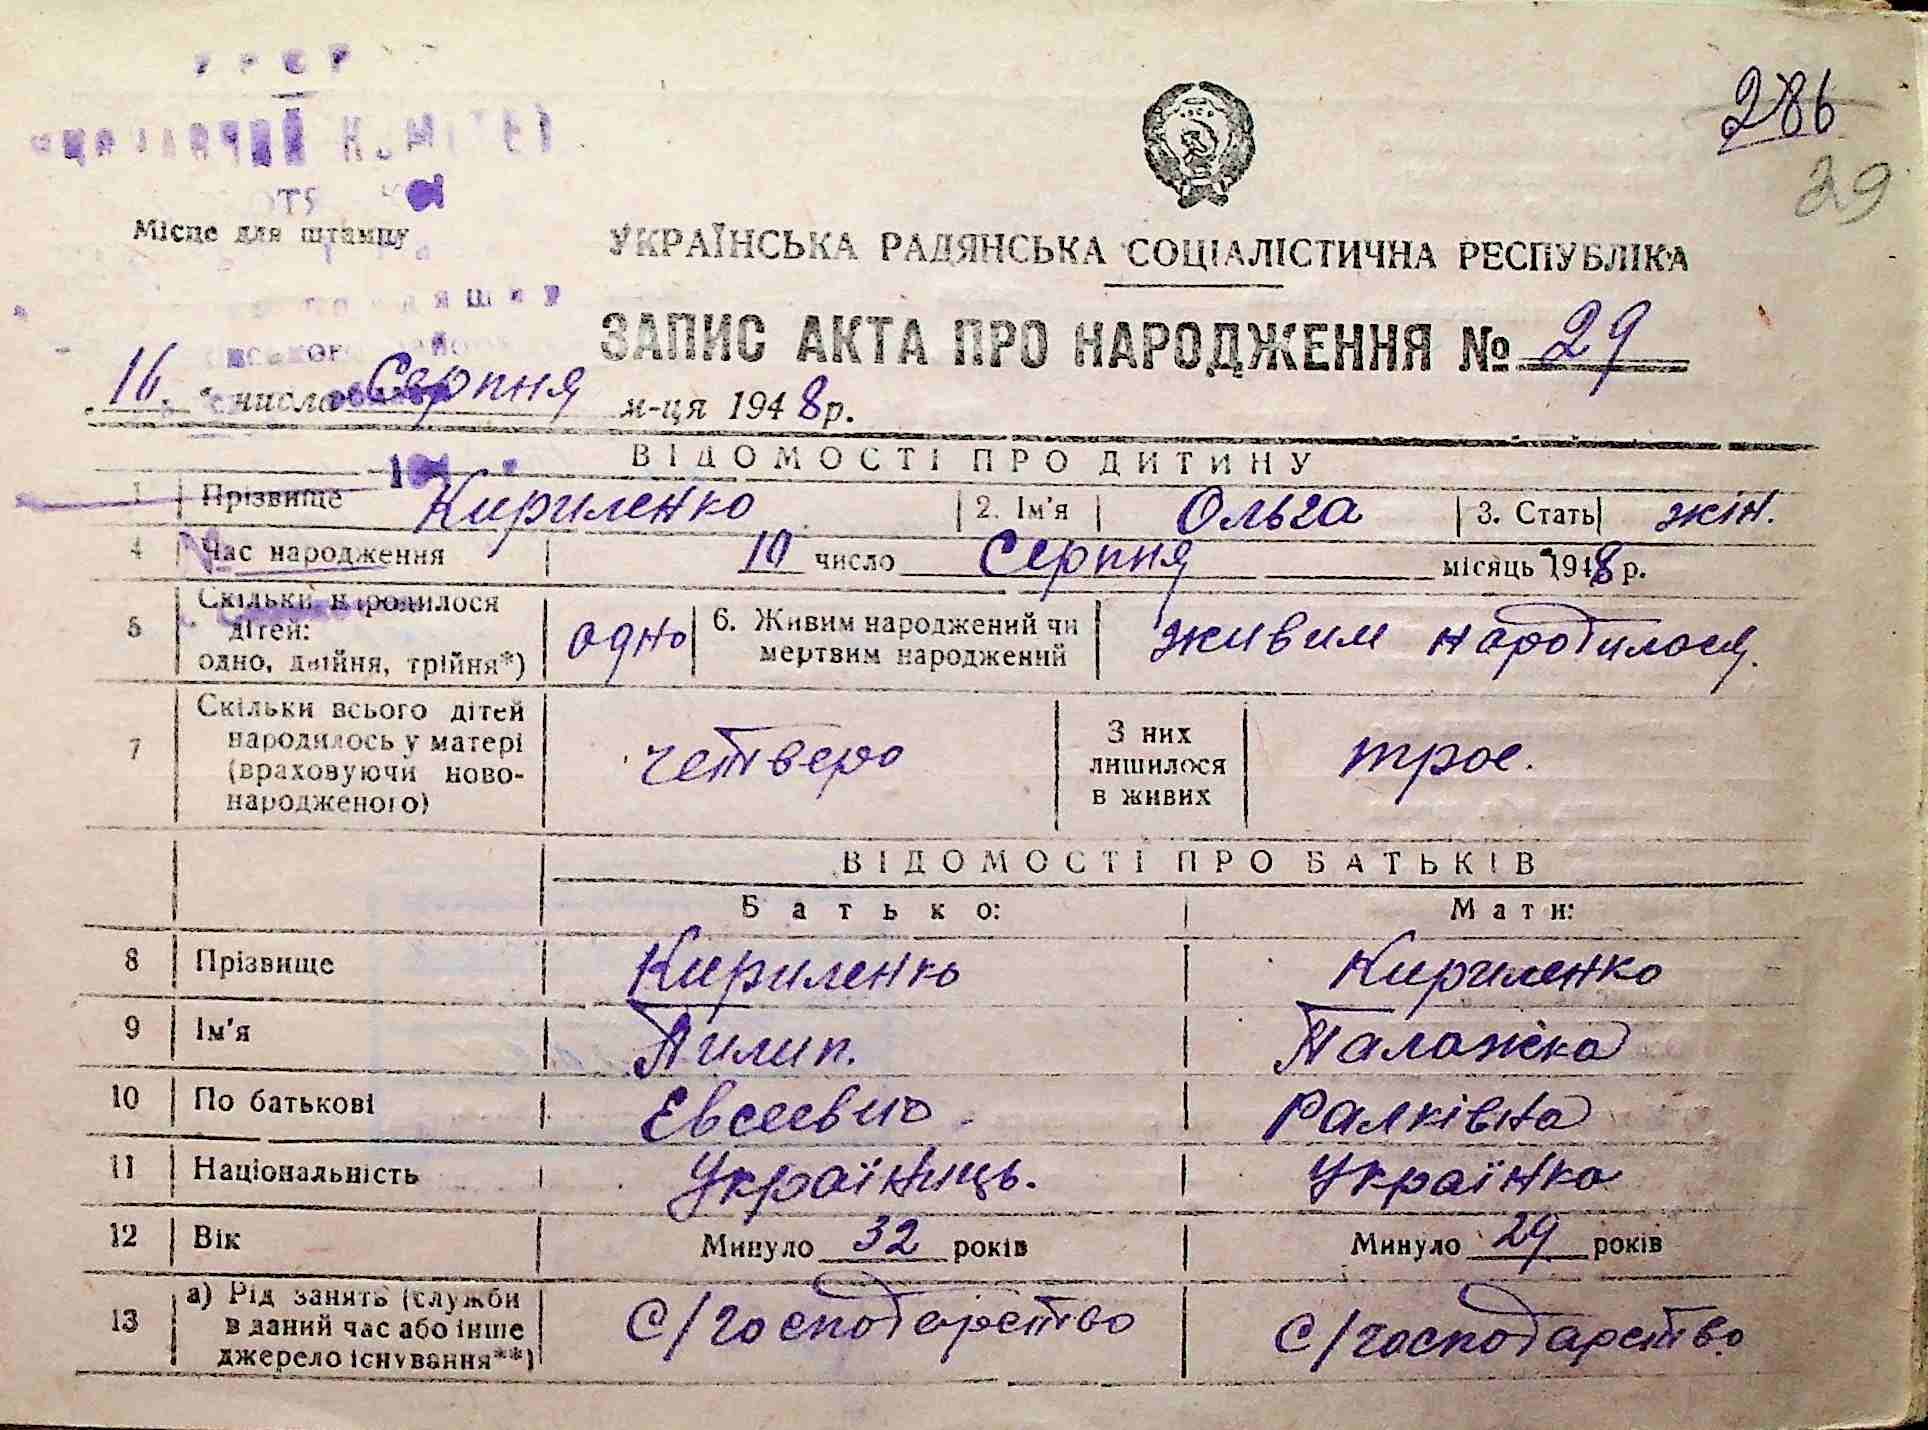 УРСР
286
29
Місце для штампу
УКРАЇНСЬКА РАДЯНСЬКА СОЦІАЛІСТИЧНА РЕСПУБЛІКА
ЗАПИС АКТА ПРО НАРОДЖЕННЯ № 29
16 числа Серпня м-ця 1948 р.
ВІДОМОСТІ ПРО ДИТИНУ
1 Прізвище Кириленко 2. Ім'я Ольга 3. Стать жін.
4 Час народження 10 число Серпня місяць 1948 р.
5 Скільки народилося дітей: одно, двійня, трійня*) одно 6. Живим народжений чи мертвим народжений живим народилося.
7 Скільки всього дітей народилось у матері (враховуючи новонародженого) четверо З них лишилося в живих троє.
ВІДОМОСТІ ПРО БАТЬКІВ
Батько: Мати:
8 Прізвище Кириленко Кириленко
9 Ім'я Пилип. Палажка
10 По батькові Евсеевич
11 Національність Україниць. Українка
12 Вік Минуло 32 років Минуло 29 років
13 а) Рід занять (служби в даний час або інше джерело існування**) С/господарство С/господарство.